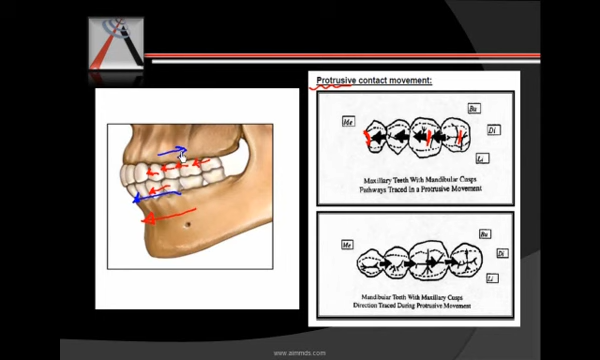 Protrusive contact movement:
Bu
Me
Di
Li
Maxillary Teeth With Mandibular Cusps
Pathways Traced in a Protrusive Movement
Bu
Me
Di
Li
Mandibular Teeth With Maxillary Cusps
Direction Traced During Protrusive Movement
www.aimmds.com